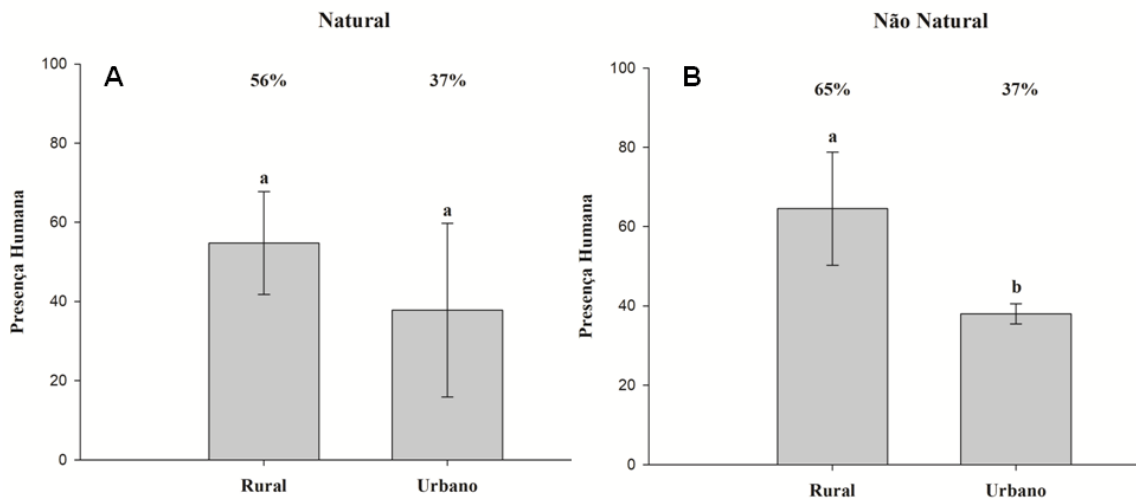 Natural
A
56% 37%
a a
Presença Humana
100
80
60
40
20
0
Rural Urbano
Não Natural
B
65% 37%
a
b
Presença Humana
100
80
60
40
20
0
Rural Urbano